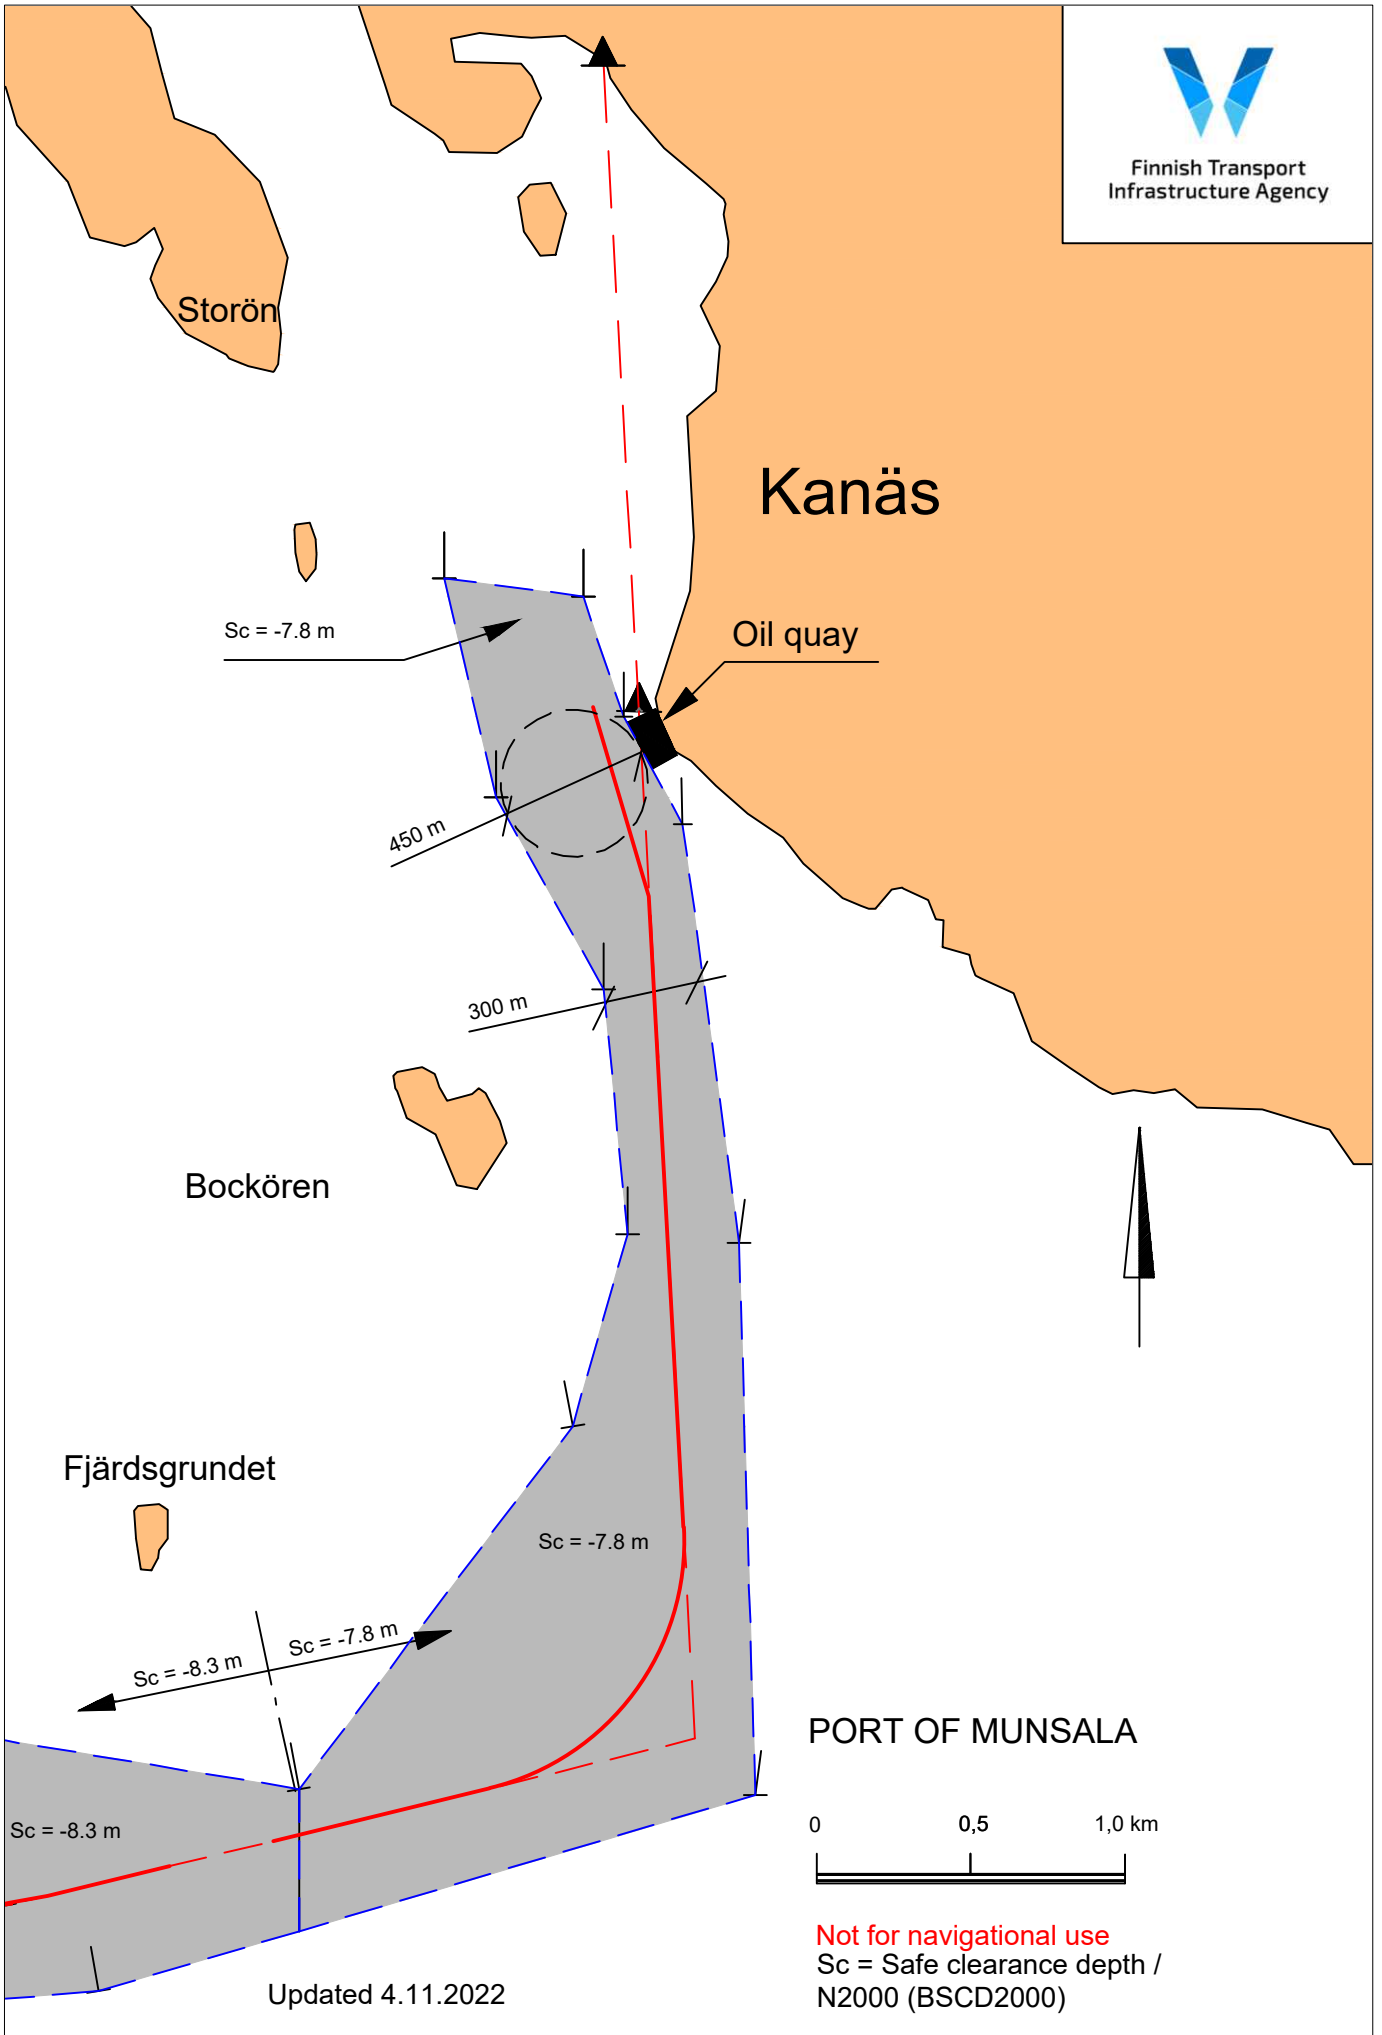 Finnish Transport
Infrastructure Agency
Storön
Kanäs
Sc = -7.8 m
Oil quay
450 m
300 m
Bockören
Fjärdsgrundet
Sc = -7.8 m
Sc = -8.3 m
Sc = -7.8 m
PORT OF MUNSALA
Sc = -8.3 m
0 0,5 1,0 km
Not for navigational use
Sc = Safe clearance depth /
N2000 (BSCD2000)
Updated 4.11.2022